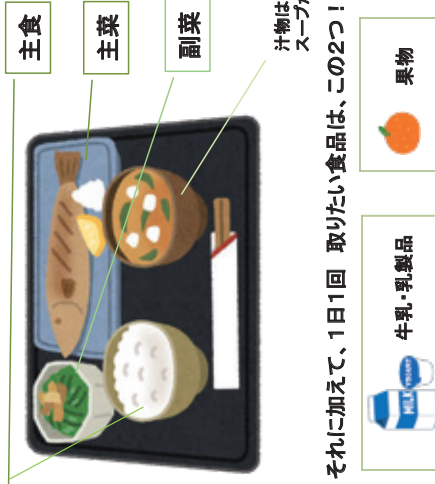 主食
主菜
副菜
汁物は
スープ
それに加えて、1日1回 取りたい食品は、この2つ!
牛乳・乳製品
果物
MILK
YOGURT